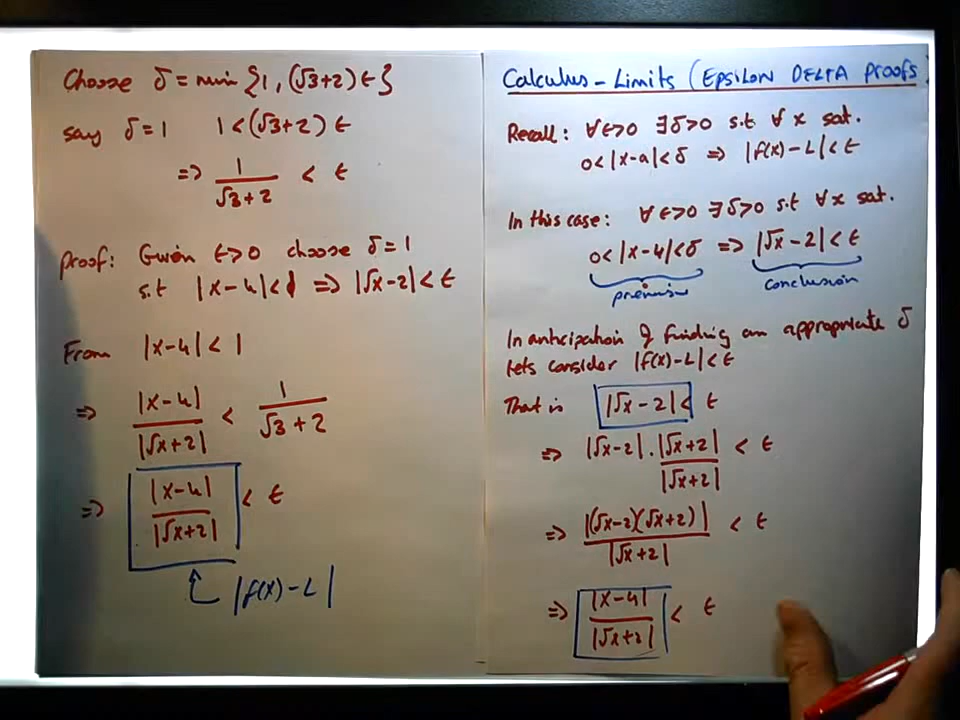 Choose δ = min {1, (√3+2) ε}
say δ=1 1 < (√3+2) ε
=> 1/(√3+2) < ε
Proof: Given ε>0 choose δ=1
s.t |x-4|<1 => |√x-2|< ε
From |x-4| < 1
=> |x-4|/|√x+2| < 1/(√3+2)
=> |x-4|/|√x+2| < ε
|f(x)-L|
Calculus - Limits (EPSILON DELTA PROOFS
Recall: ∀ε>0 ∃δ>0 s.t ∀ x sat.
0<|x-a|<δ => |f(x)-L|<ε
In this case: ∀ε>0 ∃δ>0 s.t ∀x sat.
0<|x-4|<δ => |√x-2|<ε
premise conclusion
In anticipation of finding an appropriate δ
lets consider |f(x)-L|<ε
That is |√x-2|< ε
=> |√x-2| . |√x+2|/|√x+2| < ε
=> |(√x-2)(√x+2)|/|√x+2| < ε
=> |x-4|/|√x+2| < ε